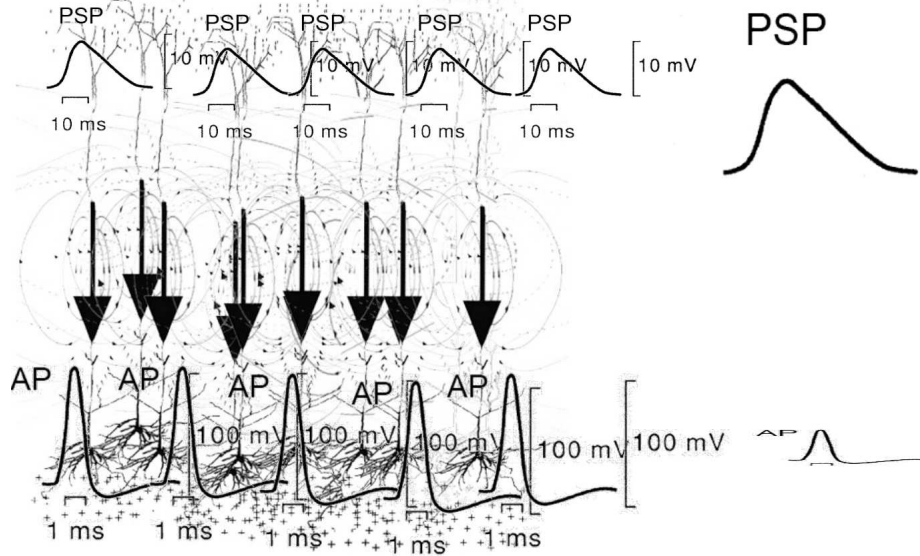 PSP PSP PSP PSP PSP PSP
10 mV 10 mV 10 mV 10 mV 10 mV
10 ms 10 ms 10 ms 10 ms 10 ms
AP AP AP AP AP
AP
100 mV 100 mV 100 mV 100 mV 100 mV
1 ms 1 ms 1 ms 1 ms 1 ms